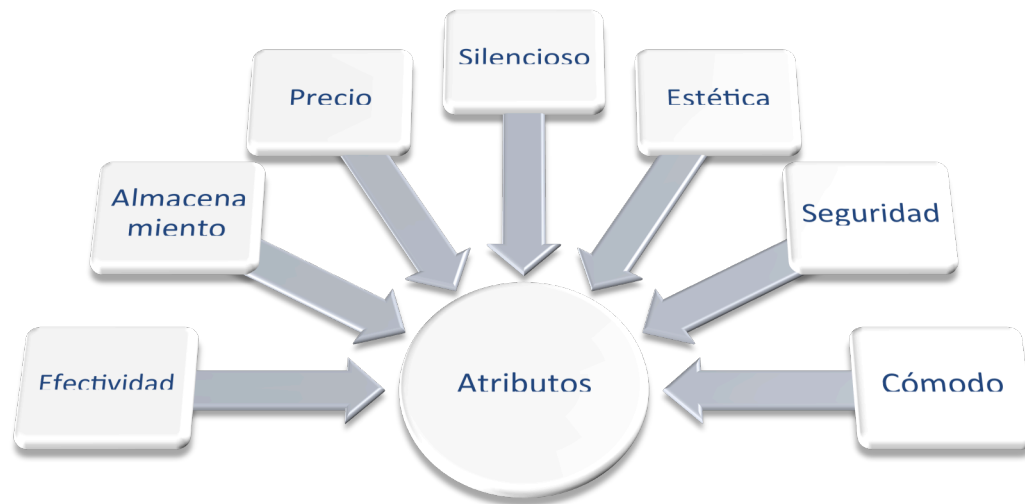 Silencioso
Precio
Estética
Almacena
miento
Seguridad
Efectividad
Atributos
Cómodo